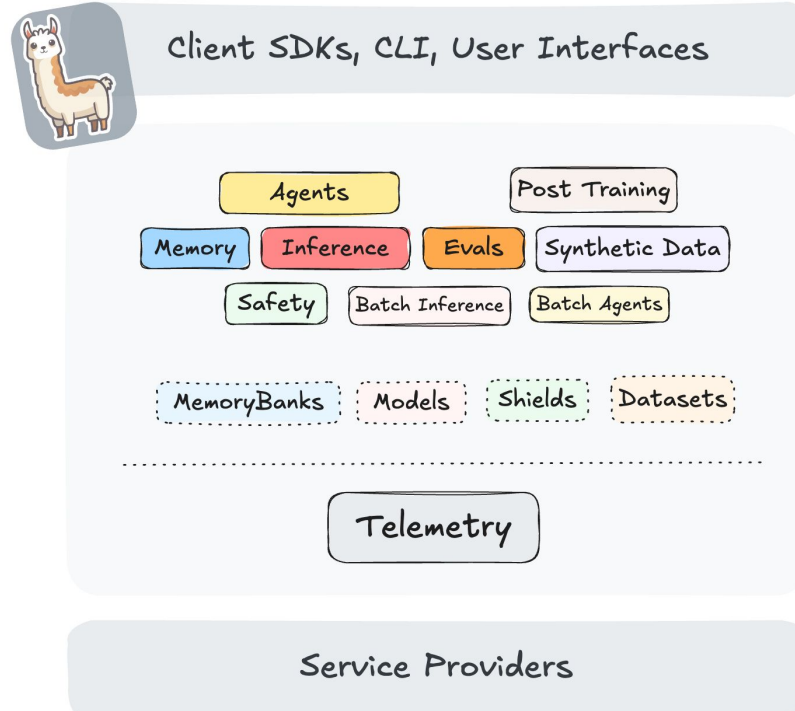 Client SDKs, CLI, User Interfaces
Agents
Post Training
Memory
Inference
Evals
Synthetic Data
Safety
Batch Inference
Batch Agents
MemoryBanks
Models
Shields
Datasets
Telemetry
Service Providers